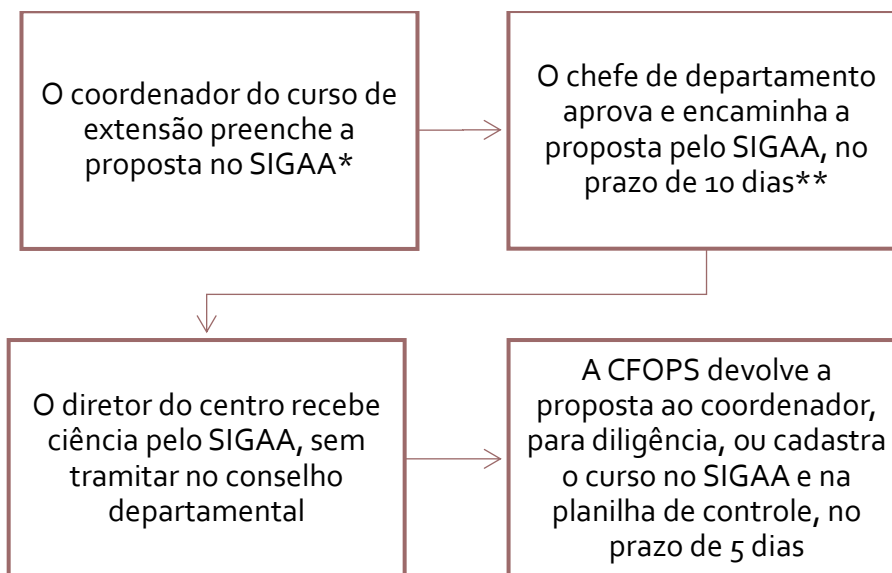 O coordenador do curso de
extensão preenche a
proposta no SIGAA*
O chefe de departamento
aprova e encaminha a
proposta pelo SIGAA, no
prazo de 10 dias**
O diretor do centro recebe
ciência pelo SIGAA, sem
tramitar no conselho
departamental
A CFOPS devolve a
proposta ao coordenador,
para diligência, ou cadastra
o curso no SIGAA e na
planilha de controle, no
prazo de 5 dias